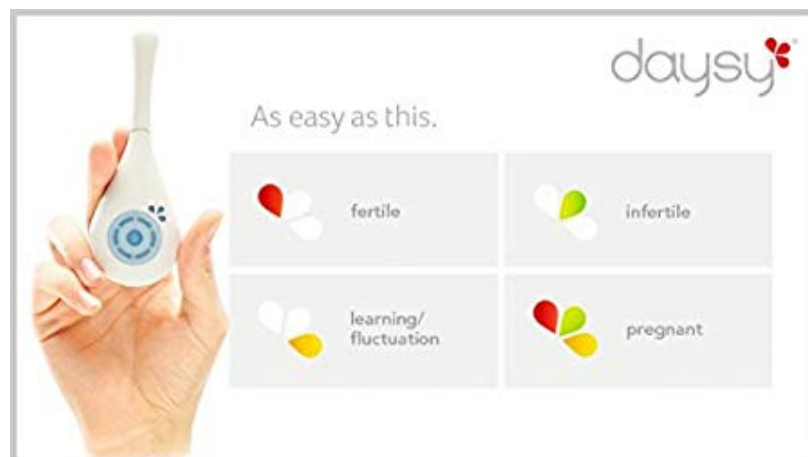 daysy®
As easy as this.
fertile
infertile
learning/
fluctuation
pregnant